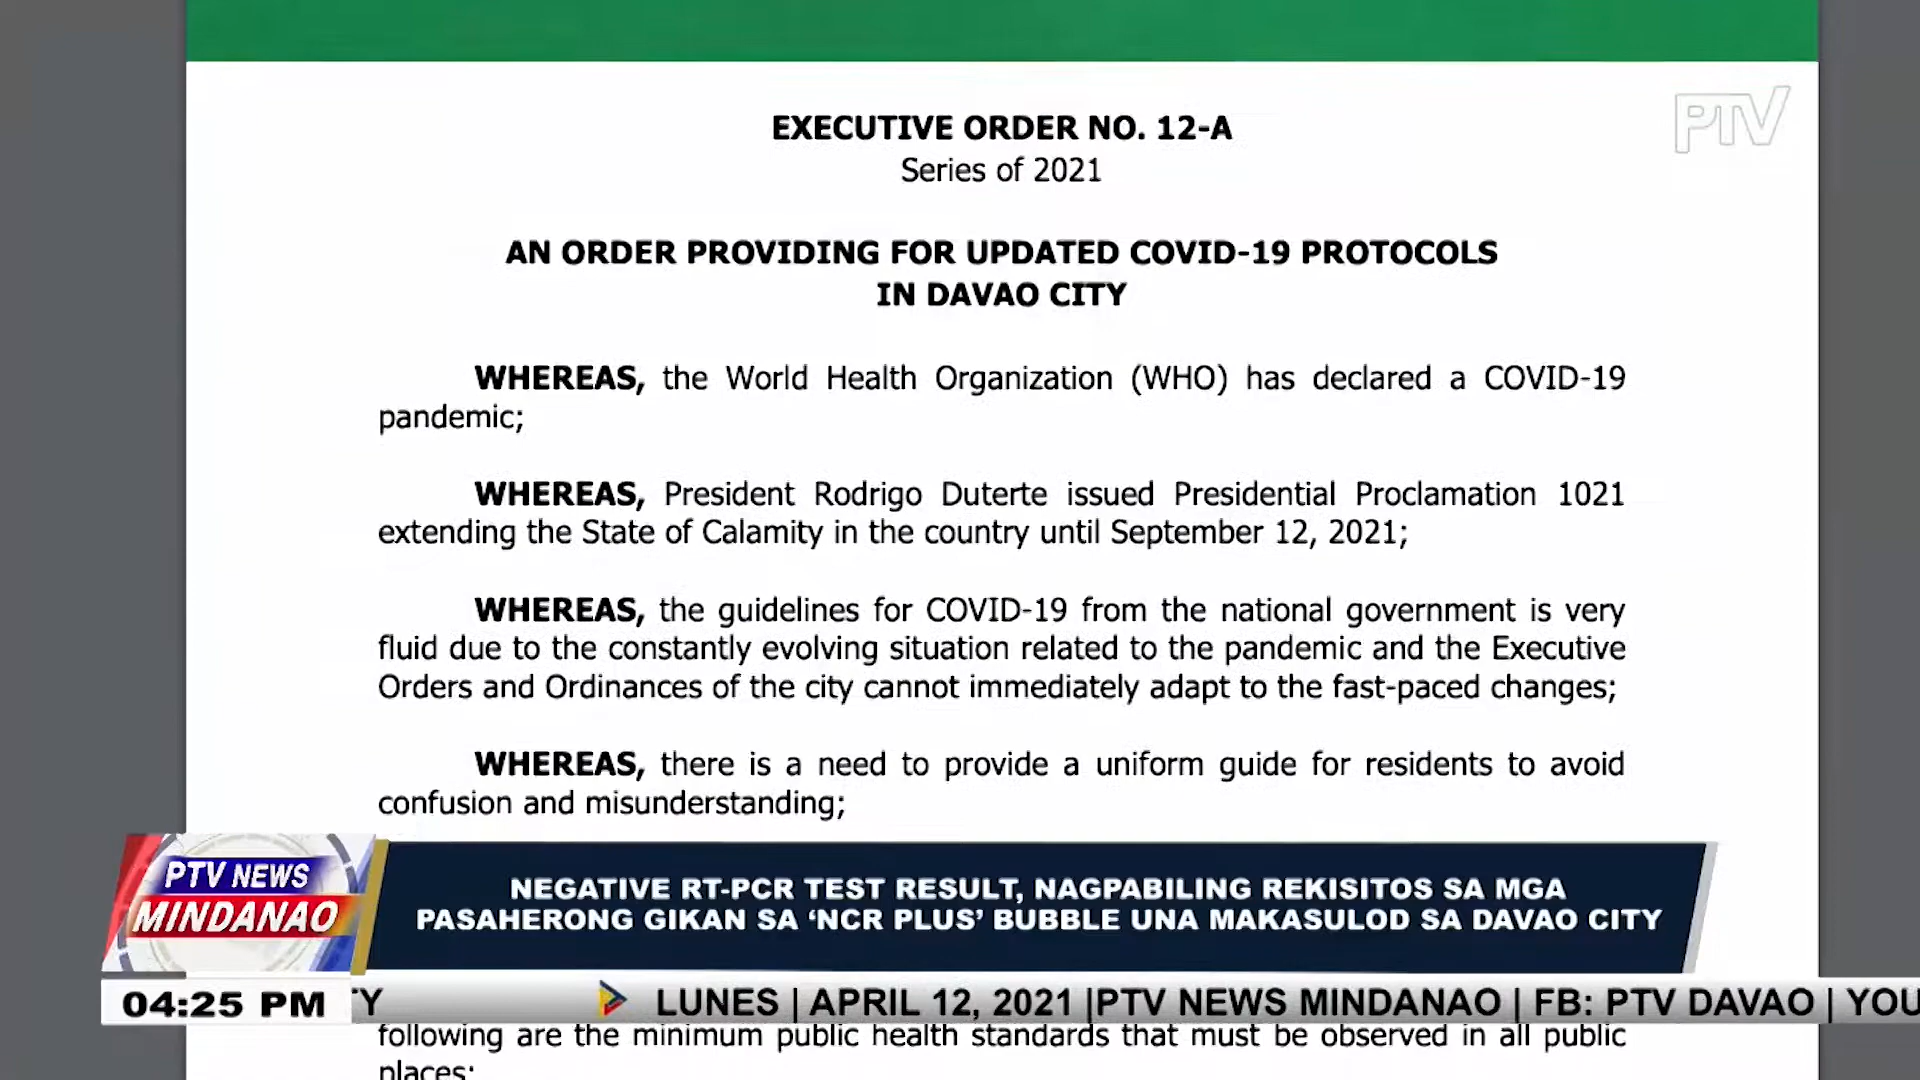 PTV
EXECUTIVE ORDER NO. 12-A
Series of 2021
AN ORDER PROVIDING FOR UPDATED COVID-19 PROTOCOLS
IN DAVAO CITY
WHEREAS, the World Health Organization (WHO) has declared a COVID-19
pandemic;
WHEREAS, President Rodrigo Duterte issued Presidential Proclamation 1021
extending the State of Calamity in the country until September 12, 2021;
WHEREAS, the guidelines for COVID-19 from the national government is very
fluid due to the constantly evolving situation related to the pandemic and the Executive
Orders and Ordinances of the city cannot immediately adapt to the fast-paced changes;
WHEREAS, there is a need to provide a uniform guide for residents to avoid
confusion and misunderstanding;
PTV NEWS
MINDANAO
NEGATIVE RT-PCR TEST RESULT, NAGPABILING REKISITOS SA MGA
PASAHERONG GIKAN SA ‘NCR PLUS’ BUBBLE UNA MAKASULOD SA DAVAO CITY
04:25 PM TY LUNES | APRIL 12, 2021 |PTV NEWS MINDANAO | FB: PTV DAVAO | YOU
following are the minimum public health standards that must be observed in all public
places: